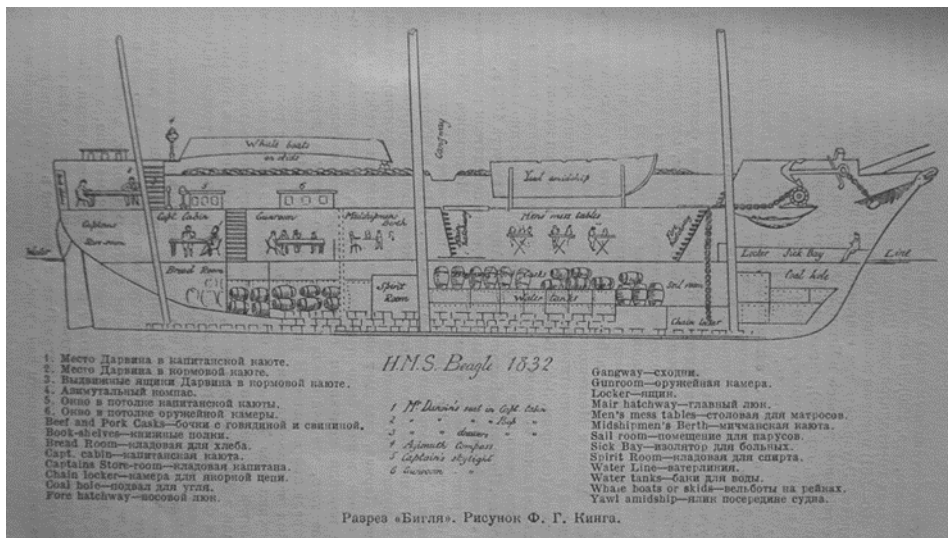 Whale boats
on skids
Gangway
Yawl amidship
Captains
Store room
Capt. Cabin
Gunroom
Midshipmens
Berth
Men's mess tables
Water
Line
Bread Room
Spirit
Room
Casks
Water tanks
Sail room
Chain locker
Locker Sick Bay
Coal hole
H.M.S. Beagle 1832
1. Место Дарвина в капитанской каюте.
2. Место Дарвина в кормовой каюте.
3. Выдвижные ящики Дарвина в кормовой каюте.
4. Азимутальный компас.
5. Окно в потолке капитанской каюты.
6. Окно в потолке оружейной камеры.
Beef and Pork Casks—бочки с говядиной и свининой.
Book-shelves—книжные полки.
Bread Room—кладовая для хлеба.
Capt. cabin—капитанская каюта.
Captains Store-room—кладовая капитана.
Chain locker—камера для якорной цепи.
Coal hole—подвал для угля.
Fore hatchway—носовой люк.
1 Mr Darwin's seat in Capt. Cabin
2 " " " Poop "
3 " drawers " "
4 Azimuth Compass
5 Captain's skylight
6 Gunroom "
Gangway—сходни.
Gunroom—оружейная камера.
Locker—ящик.
Mair hatchway—главный люк.
Men's mess tables—столовая для матросов.
Midshipmen's Berth—мичманская каюта.
Sail room—помещение для парусов.
Sick Bay—изолятор для больных.
Spirit Room—кладовая для спирта.
Water Line—ватерлиния.
Water tanks—баки для воды.
Whale boats or skids—вельботы на рейнах.
Yawl amidship—ялик посередине судна.
Разрез «Бигля». Рисунок Ф. Г. Кинга.